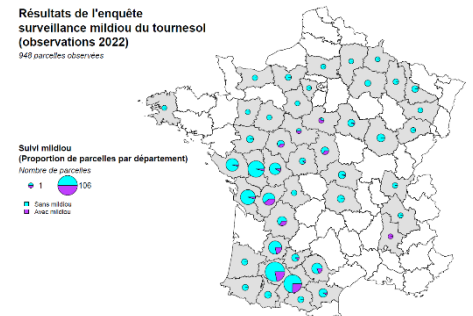 Résultats de l'enquête
surveillance mildiou du tournesol
(observations 2022)
948 parcelles observées
Suivi mildiou
(Proportion de parcelles par département)
Nombre de parcelles
1 106
Sans mildiou
Avec mildiou